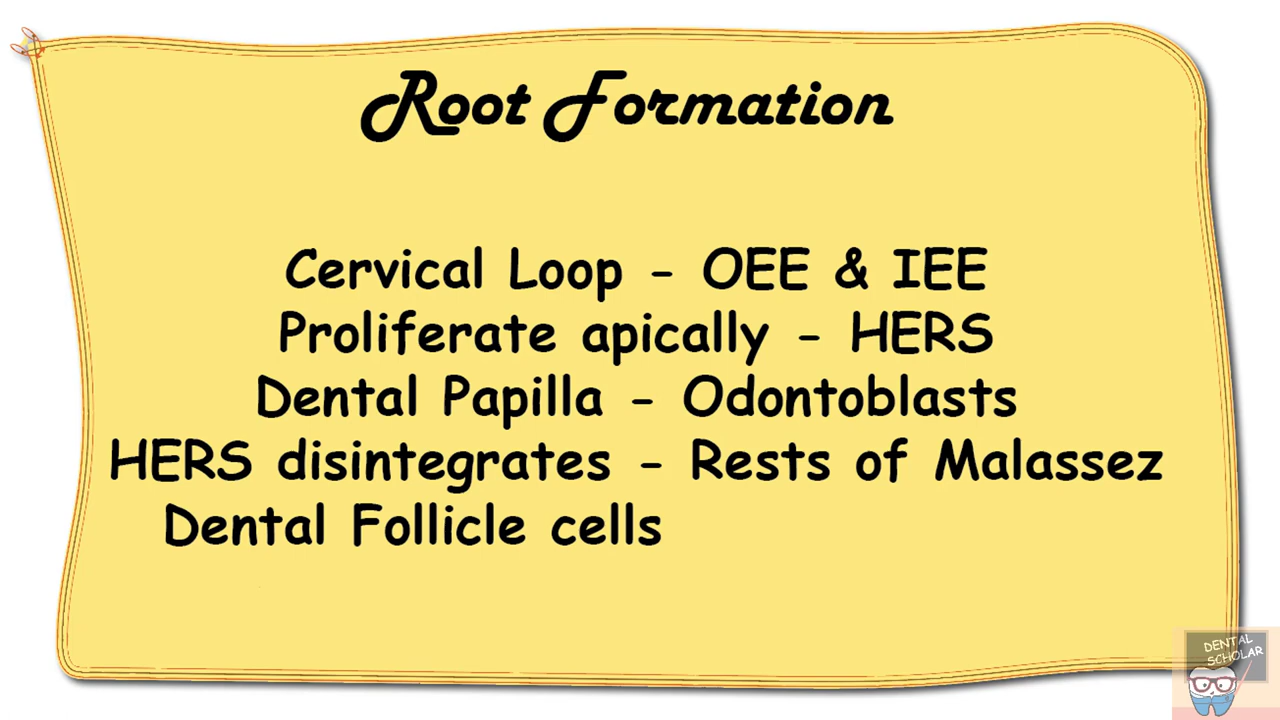 Root Formation
Cervical Loop - OEE & IEE
Proliferate apically - HERS
Dental Papilla - Odontoblasts
HERS disintegrates - Rests of Malassez
Dental Follicle cells
DENTAL
SCHOLAR